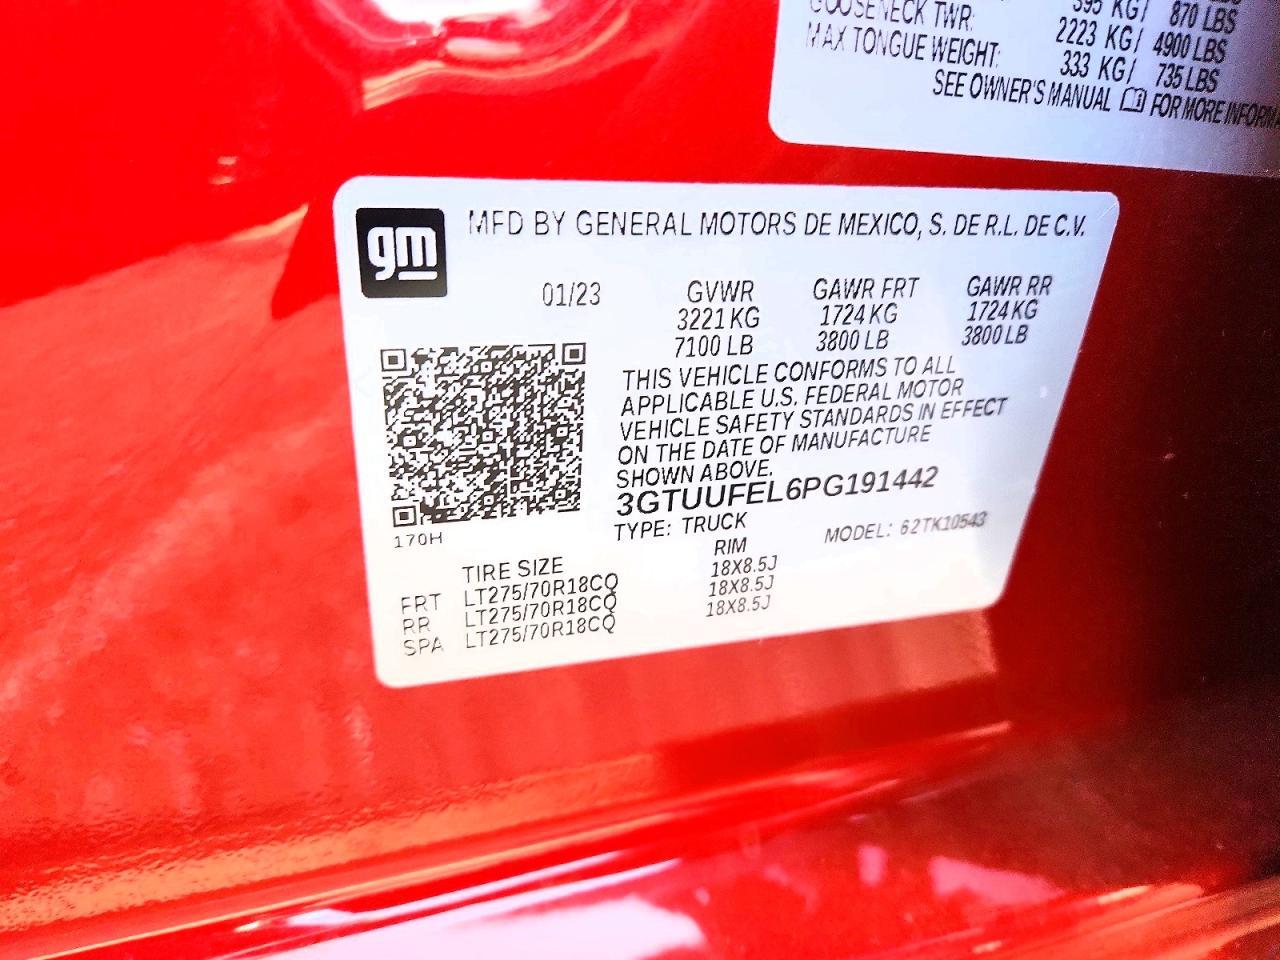 395 KG/ 870 LBS
GOOSENECK TWR: 2223 KG/ 4900 LBS
MAX TONGUE WEIGHT: 333 KG/ 735 LBS
SEE OWNER'S MANUAL FOR MORE
gm
MFD BY GENERAL MOTORS DE MEXICO, S. DE R.L. DE C.V.
01/23 GVWR GAWR FRT GAWR RR
3221 KG 1724 KG 1724 KG
7100 LB 3800 LB 3800 LB
THIS VEHICLE CONFORMS TO ALL
APPLICABLE U.S. FEDERAL MOTOR
VEHICLE SAFETY STANDARDS IN EFFECT
ON THE DATE OF MANUFACTURE
SHOWN ABOVE.
3GTUUFEL6PG191442
TYPE: TRUCK MODEL: 62TK10543
170H
TIRE SIZE RIM
FRT LT275/70R18CQ 18X8.5J
RR LT275/70R18CQ 18X8.5J
SPA LT275/70R18CQ 18X8.5J